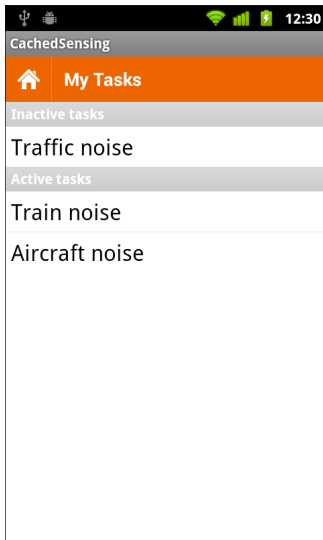 12:30
CachedSensing
My Tasks
Inactive tasks
Traffic noise
Active tasks
Train noise
Aircraft noise